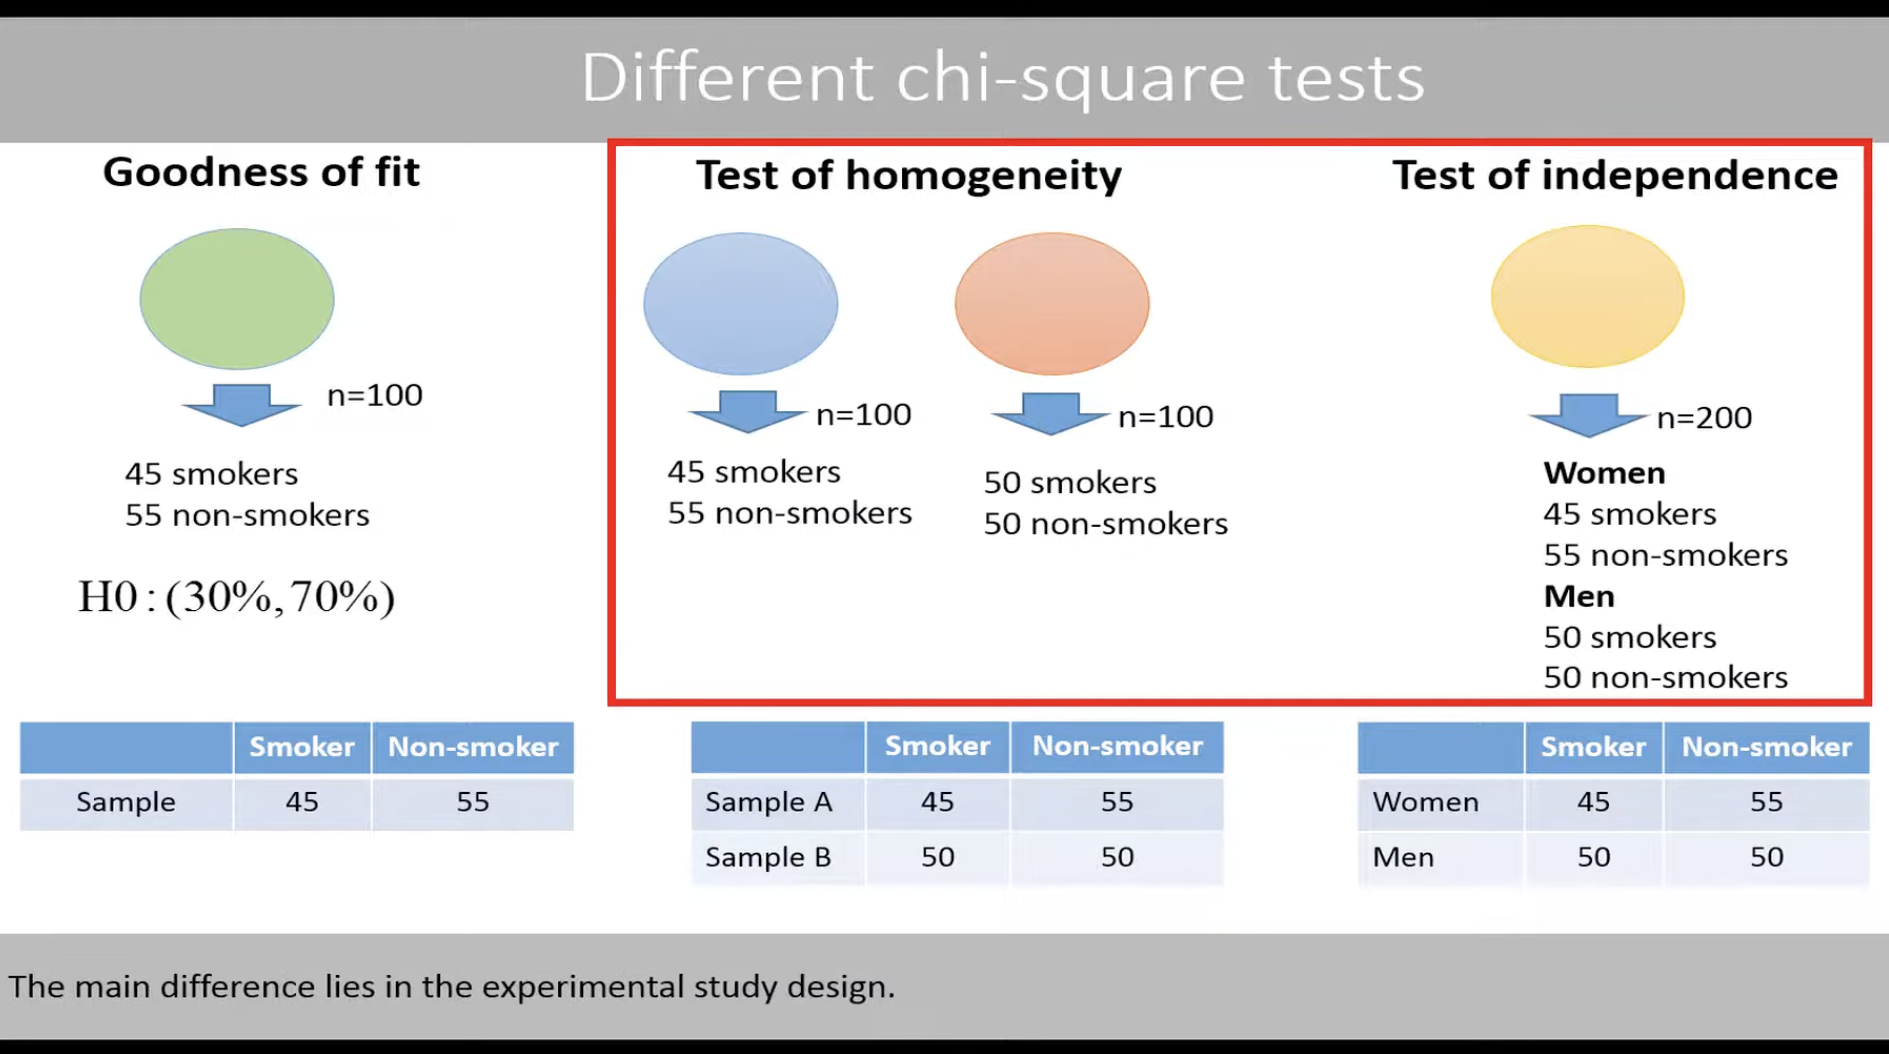 Different chi-square tests
Goodness of fit
n=100
45 smokers
55 non-smokers
H0 : (30%, 70%)
Smoker Non-smoker
Sample 45 55
Test of homogeneity
n=100
45 smokers
55 non-smokers
n=100
50 smokers
50 non-smokers
Smoker Non-smoker
Sample A 45 55
Sample B 50 50
Test of independence
n=200
Women
45 smokers
55 non-smokers
Men
50 smokers
50 non-smokers
Smoker Non-smoker
Women 45 55
Men 50 50
The main difference lies in the experimental study design.